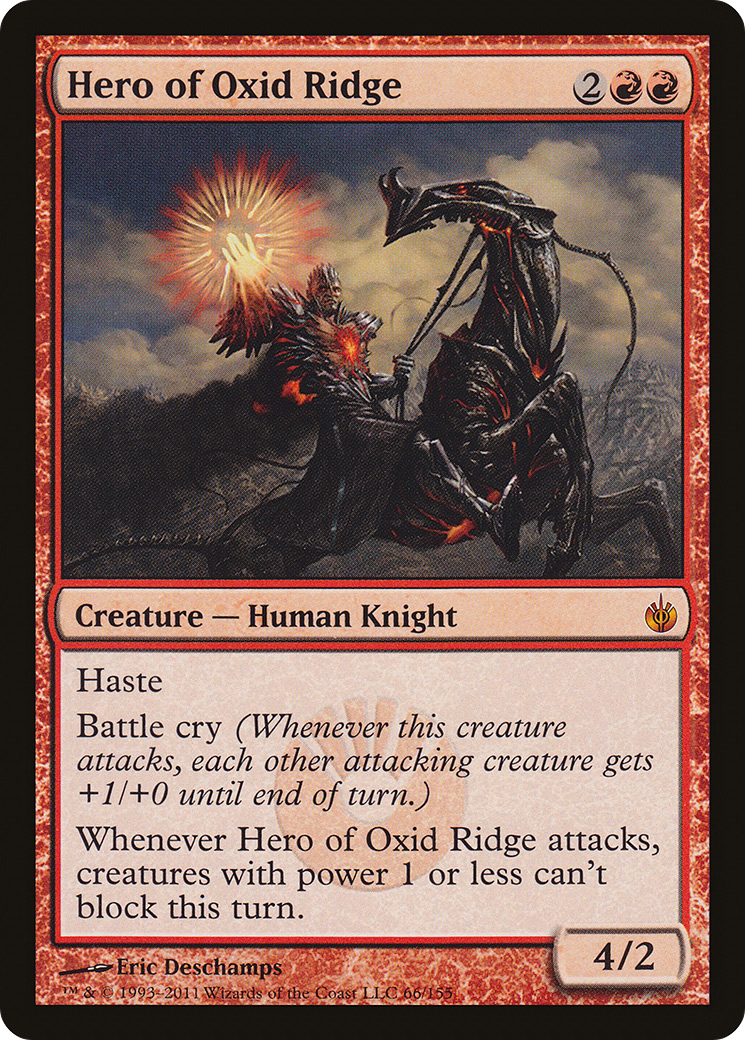 Hero of Oxid Ridge 2
Creature — Human Knight
Haste
Battle cry (Whenever this creature
attacks, each other attacking creature gets
+1/+0 until end of turn.)
Whenever Hero of Oxid Ridge attacks,
creatures with power 1 or less can't
block this turn.
4/2
Eric Deschamps
™ & © 1993–2011 Wizards of the Coast LLC 66/155